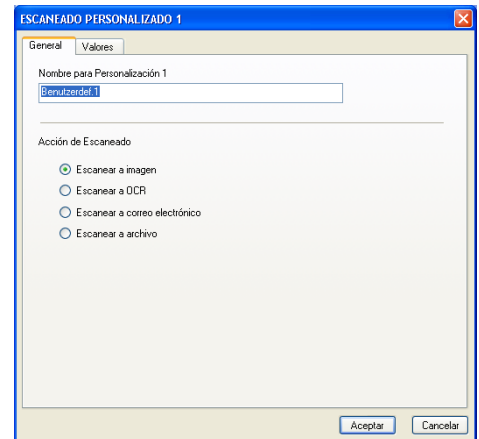 ESCANEADO PERSONALIZADO 1
General Valores
Nombre para Personalización 1
Benutzerdef.1
Acción de Escaneado
Escanear a imagen
Escanear a OCR
Escanear a correo electrónico
Escanear a archivo
Aceptar Cancelar